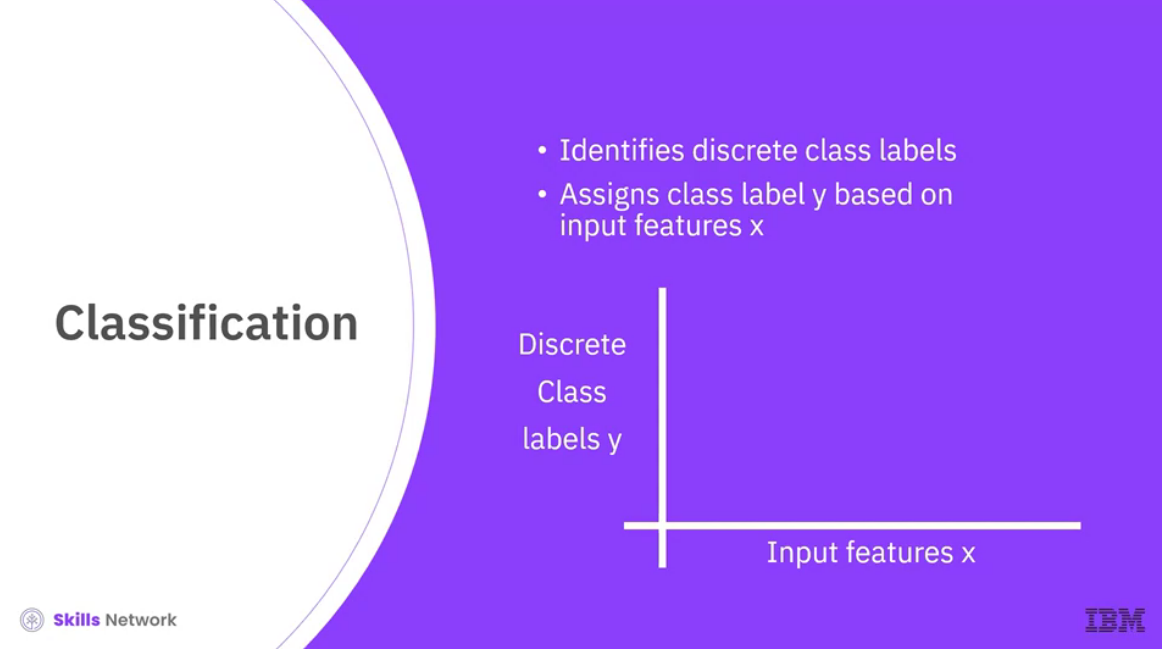 Classification
• Identifies discrete class labels
• Assigns class label y based on
input features x
Discrete
Class
labels y
Input features x
Skills Network
IBM